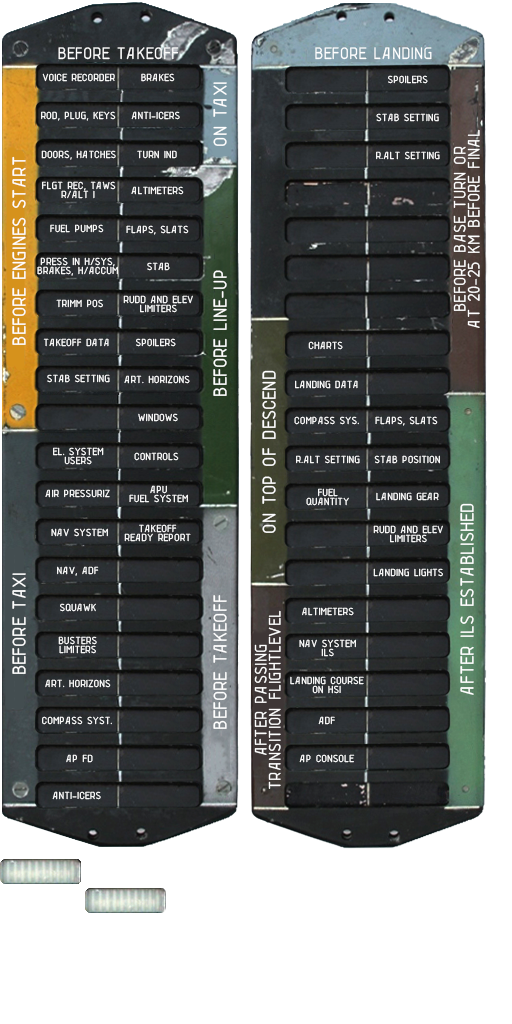 BEFORE TAKEOFF
BEFORE ENGINES START
VOICE RECORDER
ROD, PLUG, KEYS
DOORS, HATCHES
FLGT REC, TAWS
R/ALT 1
FUEL PUMPS
PRESS IN H/SYS,
BRAKES, H/ACCUM
TRIMM POS
TAKEOFF DATA
STAB SETTING
BEFORE TAXI
EL. SYSTEM
USERS
AIR PRESSURIZ
NAV SYSTEM
NAV, ADF
SQUAWK
BUSTERS
LIMITERS
ART. HORIZONS
COMPASS SYST.
AP FD
ANTI-ICERS
BRAKES
ANTI-ICERS
TURN IND
ON TAXI
ALTIMETERS
FLAPS, SLATS
STAB
RUDD AND ELEV
LIMITERS
SPOILERS
ART. HORIZONS
WINDOWS
CONTROLS
APU
FUEL SYSTEM
BEFORE LINE-UP
TAKEOFF
READY REPORT
BEFORE TAKEOFF
BEFORE LANDING
ON TOP OF DESCEND
CHARTS
LANDING DATA
COMPASS SYS.
R.ALT SETTING
FUEL
QUANTITY
AFTER PASSING
TRANSITION FLIGHTLEVEL
ALTIMETERS
NAV SYSTEM
ILS
LANDING COURSE
ON HSI
ADF
AP CONSOLE
SPOILERS
STAB SETTING
R.ALT SETTING
BEFORE BASE TURN OR
AT 20-25 KM BEFORE FINAL
FLAPS, SLATS
STAB POSITION
LANDING GEAR
RUDD AND ELEV
LIMITERS
LANDING LIGHTS
AFTER ILS ESTABLISHED